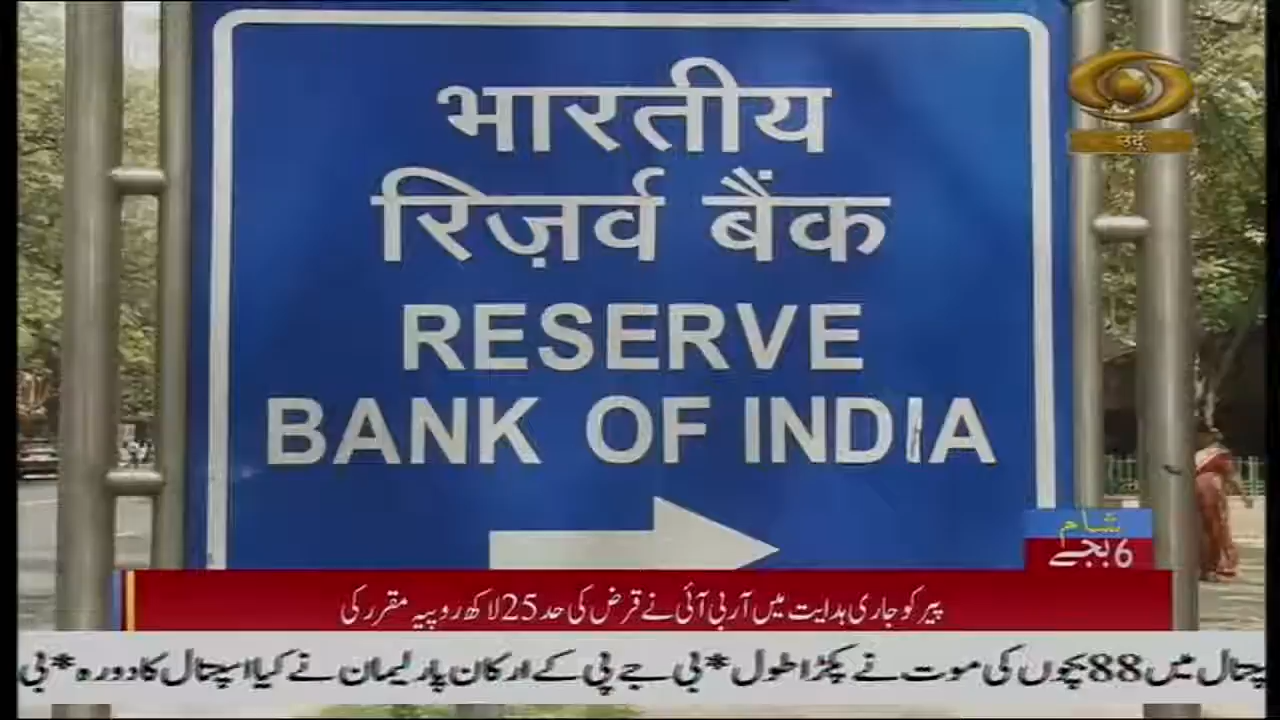 भारतीय
रिज़र्व बैंक
RESERVE
BANK OF INDIA
उर्दू
شام
6 بجے
پیر کو جاری ہدایت میں آر بی آئی نے قرض کی حد 25 لاکھ روپیہ مقرر کی
میں 88 بچوں کی موت نے پکڑا طول * بی جے پی کے ارکان پارلیمان نے کیا اسپتال کا دورہ * بی